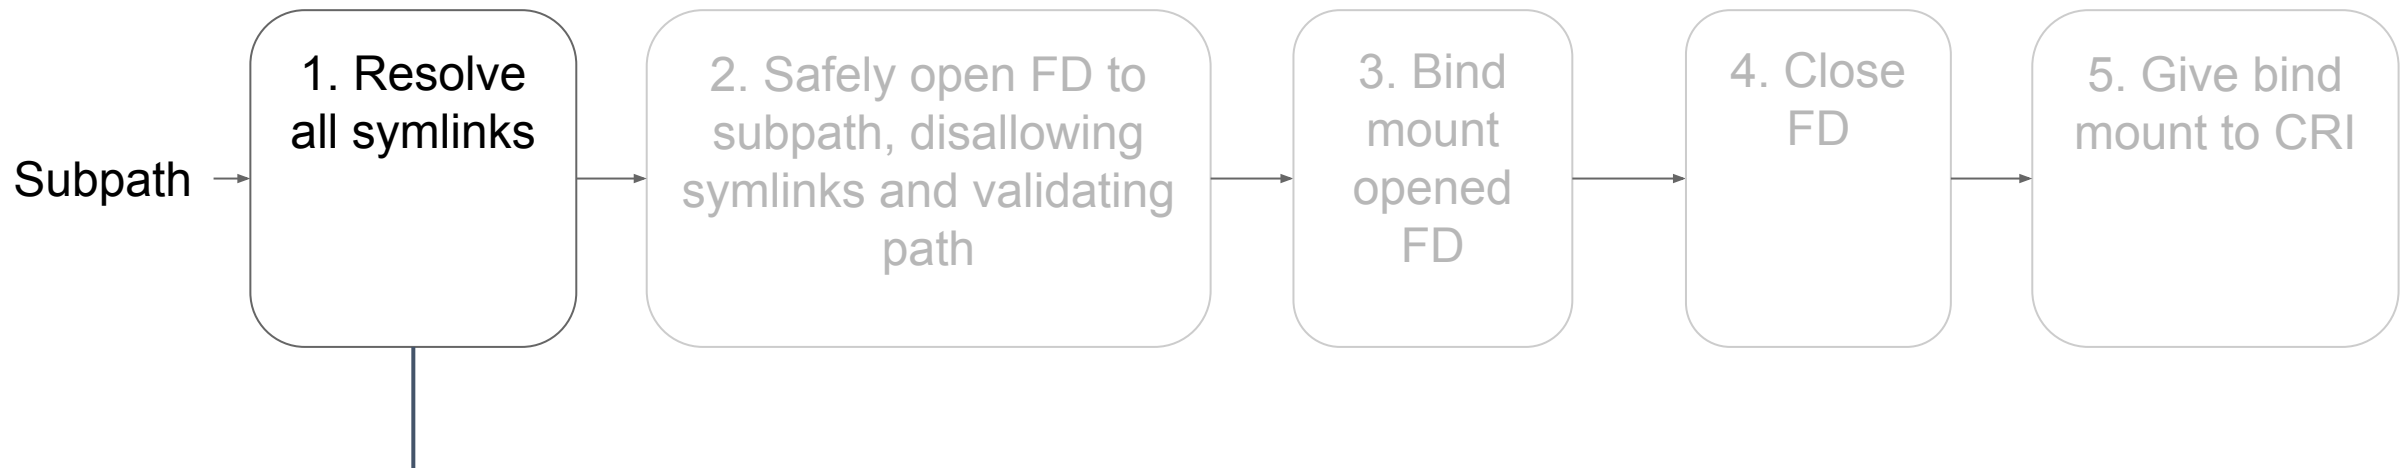 Subpath
1. Resolve
all symlinks
2. Safely open FD to
subpath, disallowing
symlinks and validating
path
3. Bind
mount
opened
FD
4. Close
FD
5. Give bind
mount to CRI